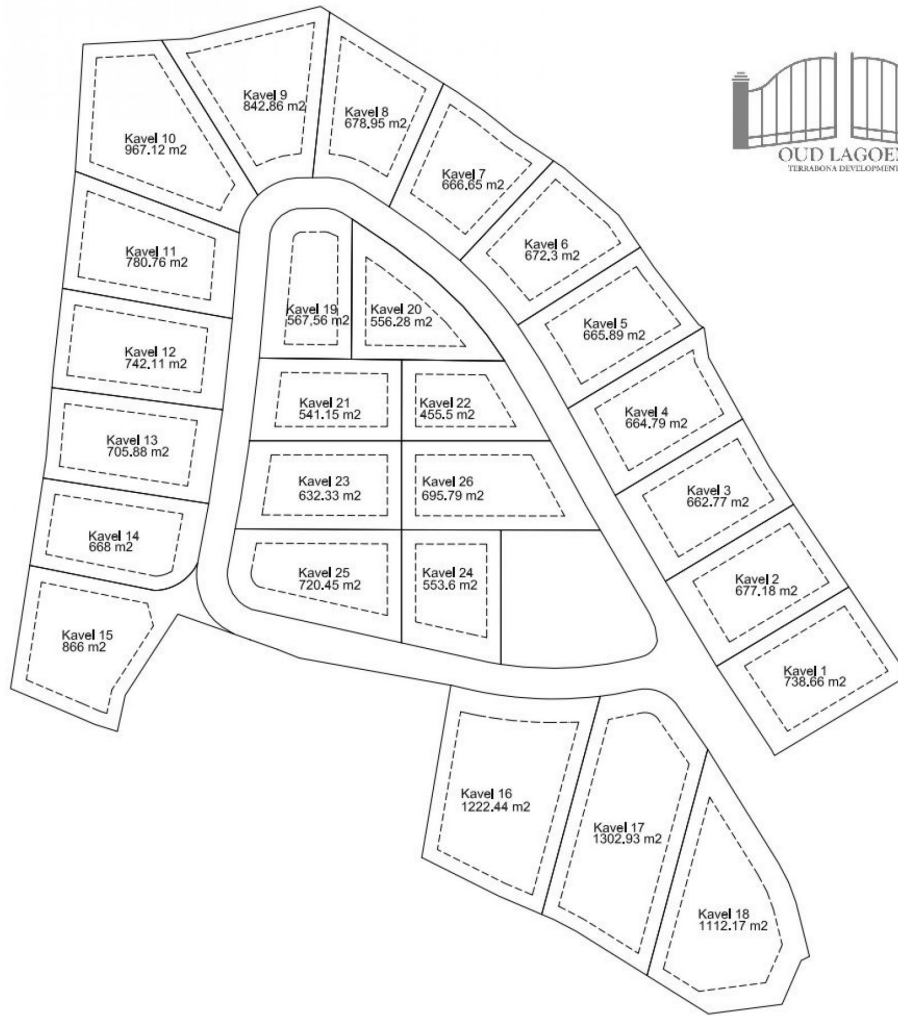 OUD LAGOE
TERRABONA DEVELOPMENT
Kavel 9
842.86 m2
Kavel 8
678.95 m2
Kavel 10
967.12 m2
Kavel 7
666.65 m2
Kavel 6
672.3 m2
Kavel 11
780.76 m2
Kavel 19
567,56 m2
Kavel 20
556.28 m2
Kavel 5
665.89 m2
Kavel 12
742.11 m2
Kavel 21
541.15 m2
Kavel 22
455.5 m2
Kavel 4
664.79 m2
Kavel 13
705.88 m2
Kavel 23
632.33 m2
Kavel 26
695.79 m2
Kavel 3
662.77 m2
Kavel 14
668 m2
Kavel 25
720.45 m2
Kavel 24
553.6 m2
Kavel 2
677.18 m2
Kavel 15
866 m2
Kavel 1
738.66 m2
Kavel 16
1222.44 m2
Kavel 17
1302.93 m2
Kavel 18
1112.17 m2